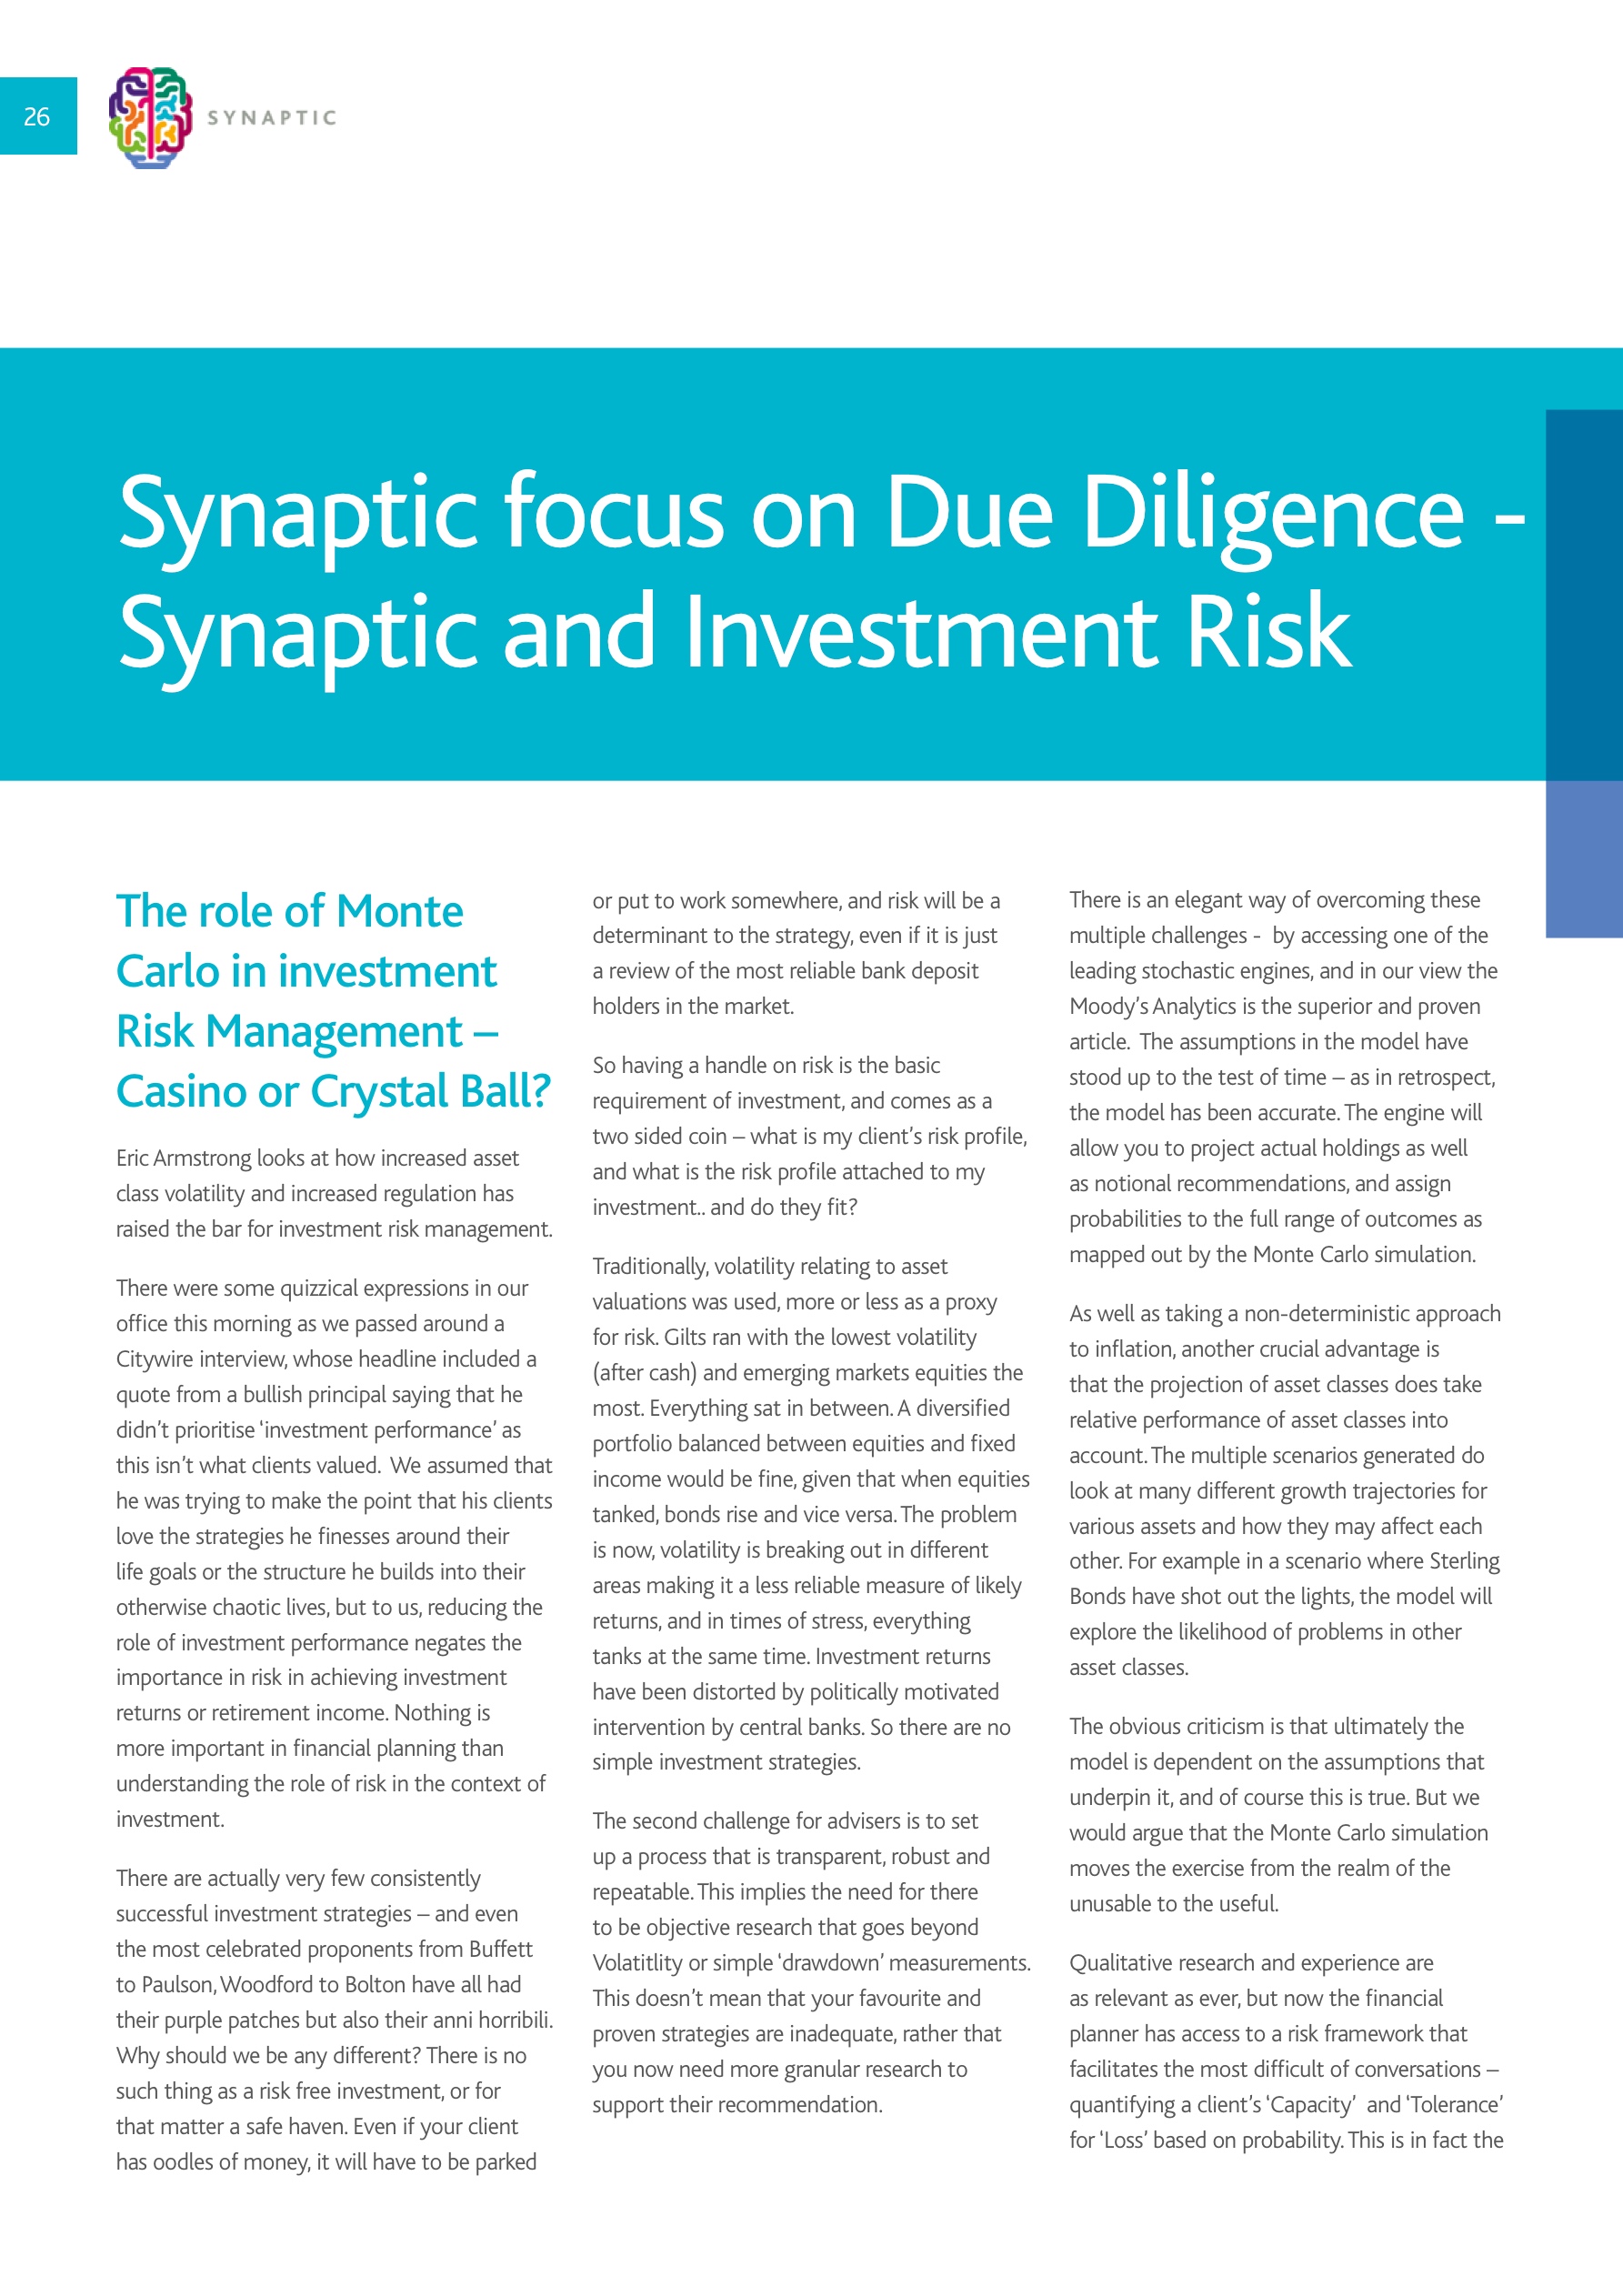 26
SYNAPTIC
Synaptic focus on Due Diligence -
Synaptic and Investment Risk
The role of Monte
Carlo in investment
Risk Management –
Casino or Crystal Ball?
Eric Armstrong looks at how increased asset
class volatility and increased regulation has
raised the bar for investment risk management.
There were some quizzical expressions in our
office this morning as we passed around a
Citywire interview, whose headline included a
quote from a bullish principal saying that he
didn’t prioritise ‘investment performance’ as
this isn’t what clients valued.  We assumed that
he was trying to make the point that his clients
love the strategies he finesses around their
life goals or the structure he builds into their
otherwise chaotic lives, but to us, reducing the
role of investment performance negates the
importance in risk in achieving investment
returns or retirement income. Nothing is
more important in financial planning than
understanding the role of risk in the context of
investment.
There are actually very few consistently
successful investment strategies – and even
the most celebrated proponents from Buffett
to Paulson, Woodford to Bolton have all had
their purple patches but also their anni horribili.
Why should we be any different? There is no
such thing as a risk free investment, or for
that matter a safe haven. Even if your client
has oodles of money, it will have to be parked
or put to work somewhere, and risk will be a
determinant to the strategy, even if it is just
a review of the most reliable bank deposit
holders in the market.
So having a handle on risk is the basic
requirement of investment, and comes as a
two sided coin – what is my client’s risk profile,
and what is the risk profile attached to my
investment.. and do they fit?
Traditionally, volatility relating to asset
valuations was used, more or less as a proxy
for risk. Gilts ran with the lowest volatility
(after cash) and emerging markets equities the
most. Everything sat in between. A diversified
portfolio balanced between equities and fixed
income would be fine, given that when equities
tanked, bonds rise and vice versa. The problem
is now, volatility is breaking out in different
areas making it a less reliable measure of likely
returns, and in times of stress, everything
tanks at the same time. Investment returns
have been distorted by politically motivated
intervention by central banks. So there are no
simple investment strategies.
The second challenge for advisers is to set
up a process that is transparent, robust and
repeatable. This implies the need for there
to be objective research that goes beyond
Volatitlity or simple ‘drawdown’ measurements.
This doesn’t mean that your favourite and
proven strategies are inadequate, rather that
you now need more granular research to
support their recommendation.
There is an elegant way of overcoming these
multiple challenges -  by accessing one of the
leading stochastic engines, and in our view the
Moody’s Analytics is the superior and proven
article.  The assumptions in the model have
stood up to the test of time – as in retrospect,
the model has been accurate. The engine will
allow you to project actual holdings as well
as notional recommendations, and assign
probabilities to the full range of outcomes as
mapped out by the Monte Carlo simulation.
As well as taking a non-deterministic approach
to inflation, another crucial advantage is
that the projection of asset classes does take
relative performance of asset classes into
account. The multiple scenarios generated do
look at many different growth trajectories for
various assets and how they may affect each
other. For example in a scenario where Sterling
Bonds have shot out the lights, the model will
explore the likelihood of problems in other
asset classes.
The obvious criticism is that ultimately the
model is dependent on the assumptions that
underpin it, and of course this is true. But we
would argue that the Monte Carlo simulation
moves the exercise from the realm of the
unusable to the useful.
Qualitative research and experience are
as relevant as ever, but now the financial
planner has access to a risk framework that
facilitates the most difficult of conversations –
quantifying a client’s ‘Capacity’  and ‘Tolerance’
for ‘Loss’ based on probability. This is in fact the